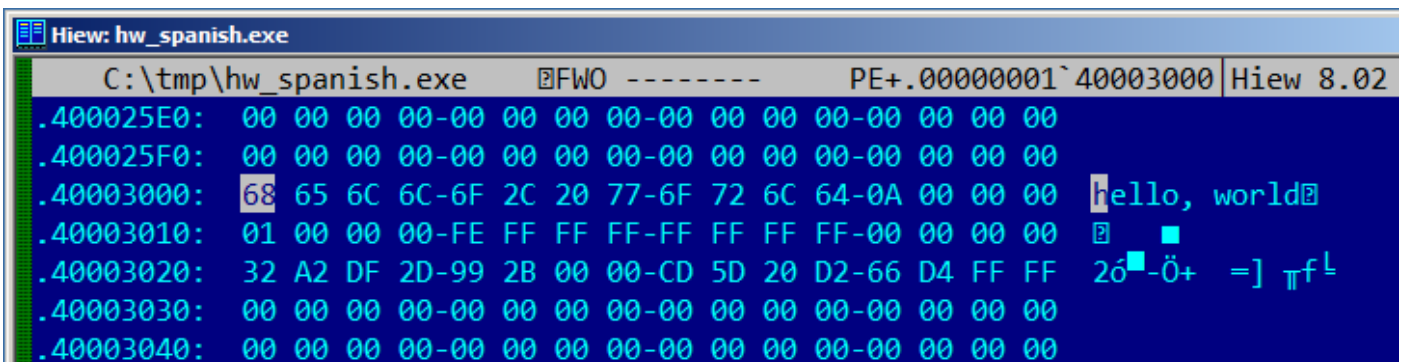 Hiew: hw_spanish.exe
C:\tmp\hw_spanish.exe FWO -------- PE+.00000001`40003000|Hiew 8.02
.400025E0: 00 00 00 00-00 00 00 00-00 00 00 00-00 00 00 00
.400025F0: 00 00 00 00-00 00 00 00-00 00 00 00-00 00 00 00
.40003000: 68 65 6C 6C-6F 2C 20 77-6F 72 6C 64-0A 00 00 00 hello, world
.40003010: 01 00 00 00-FE FF FF FF-FF FF FF FF-00 00 00 00 ■
.40003020: 32 A2 DF 2D-99 2B 00 00-CD 5D 20 D2-66 D4 FF FF 2ó▀-Ö+ =] ╥f╘
.40003030: 00 00 00 00-00 00 00 00-00 00 00 00-00 00 00 00
.40003040: 00 00 00 00-00 00 00 00-00 00 00 00-00 00 00 00